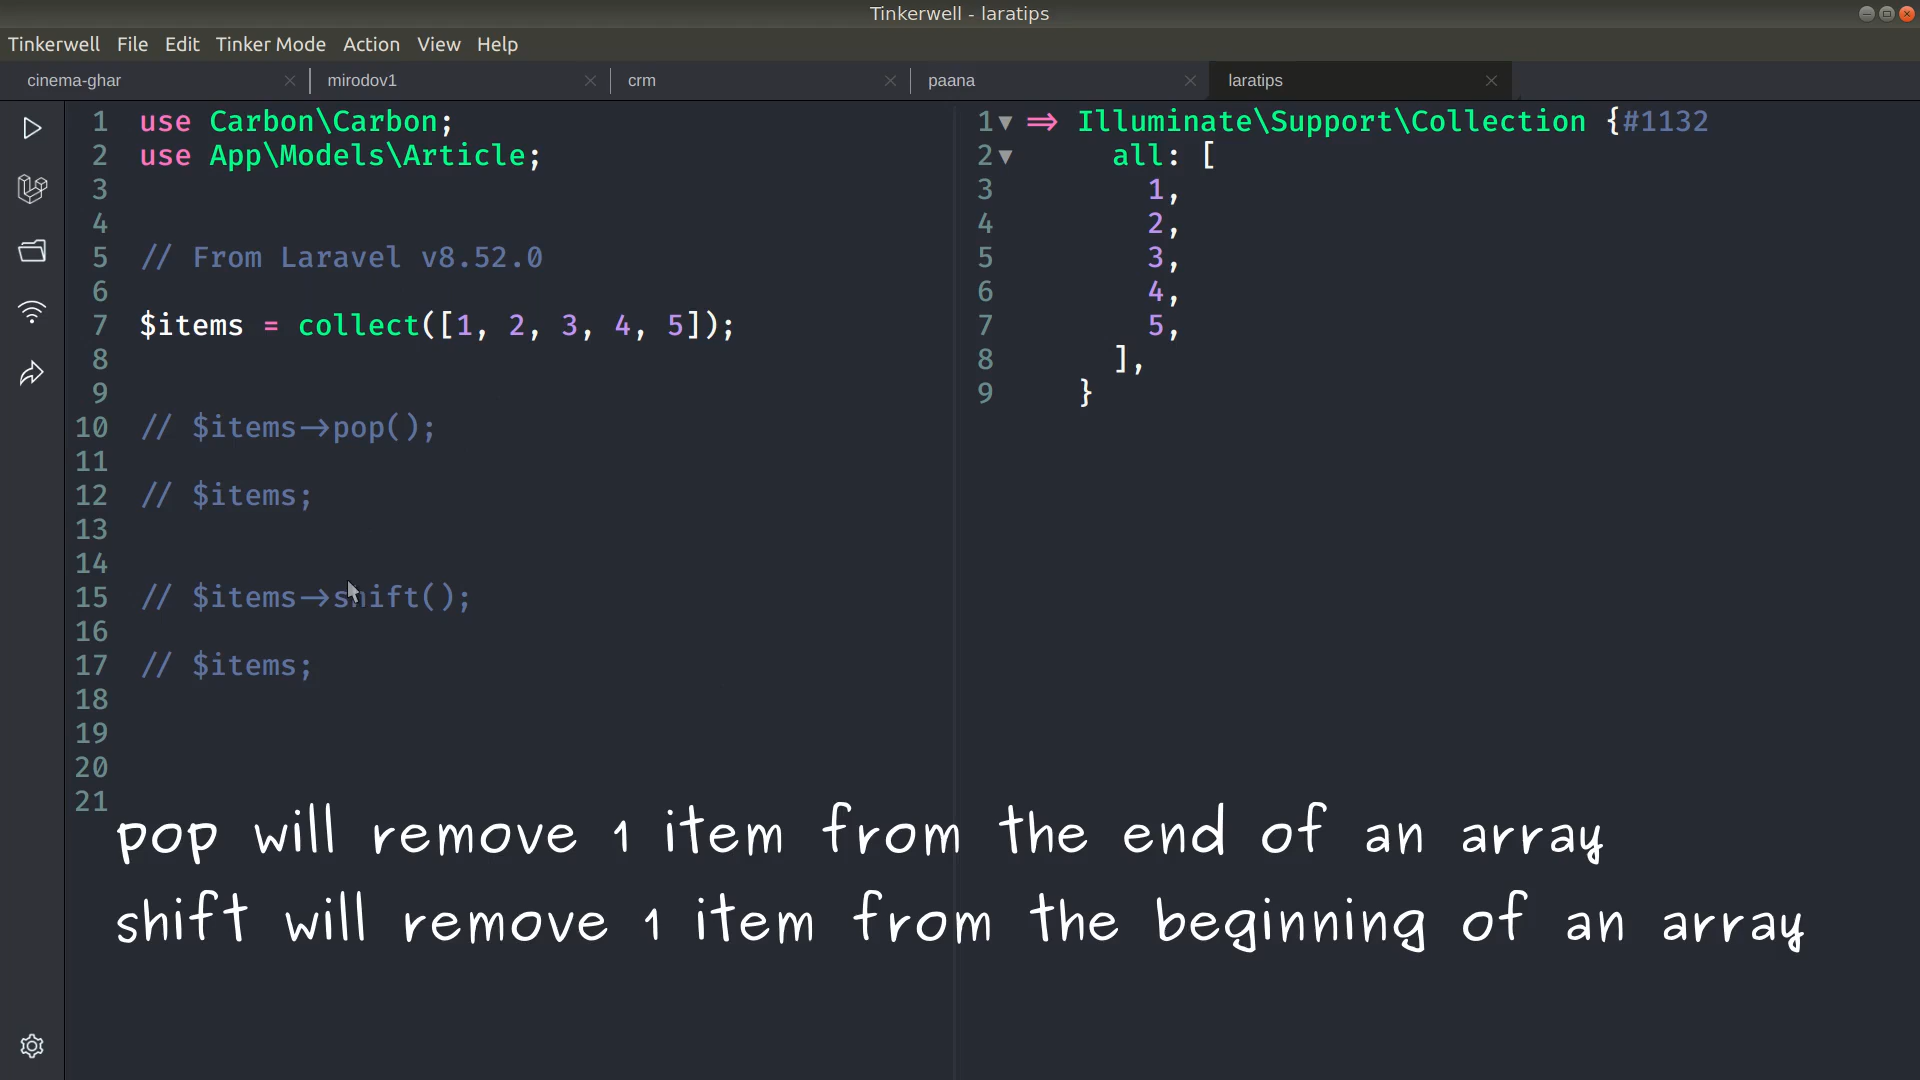 Tinkerwell - laratips
Tinkerwell File Edit Tinker Mode Action View Help
cinema-ghar mirodov1 crm paana laratips
1 use Carbon\Carbon;
2 use App\Models\Article;
3
4
5 // From Laravel v8.52.0
6
7 $items = collect([1, 2, 3, 4, 5]);
8
9
10 // $items->pop();
11
12 // $items;
13
14
15 // $items->shift();
16
17 // $items;
18
19
20
21
1 => Illuminate\Support\Collection {#1132
2 all: [
3 1,
4 2,
5 3,
6 4,
7 5,
8 ],
9 }
pop will remove 1 item from the end of an array
shift will remove 1 item from the beginning of an array